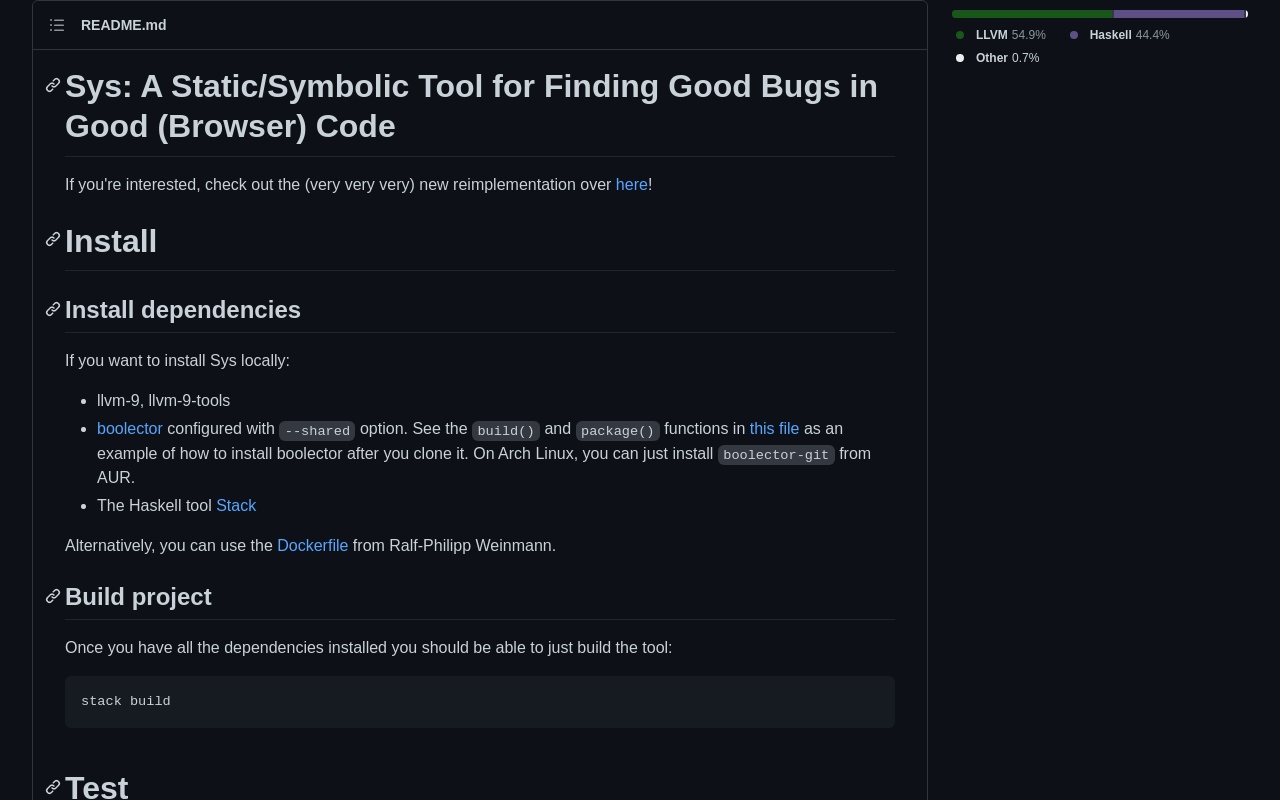 README.md
Sys: A Static/Symbolic Tool for Finding Good Bugs in
Good (Browser) Code
If you're interested, check out the (very very very) new reimplementation over here!
Install
Install dependencies
If you want to install Sys locally:
llvm-9, llvm-9-tools
boolector configured with --shared option. See the build() and package() functions in this file as an
example of how to install boolector after you clone it. On Arch Linux, you can just install boolector-git from
AUR.
The Haskell tool Stack
Alternatively, you can use the Dockerfile from Ralf-Philipp Weinmann.
Build project
Once you have all the dependencies installed you should be able to just build the tool:
stack build
Test
LLVM 54.9% Haskell 44.4%
Other 0.7%